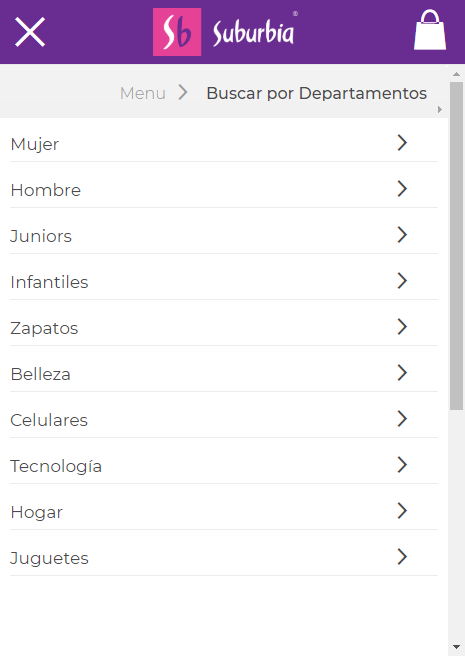 Sb Suburbia®
Menu Buscar por Departamentos
Mujer
Hombre
Juniors
Infantiles
Zapatos
Belleza
Celulares
Tecnología
Hogar
Juguetes